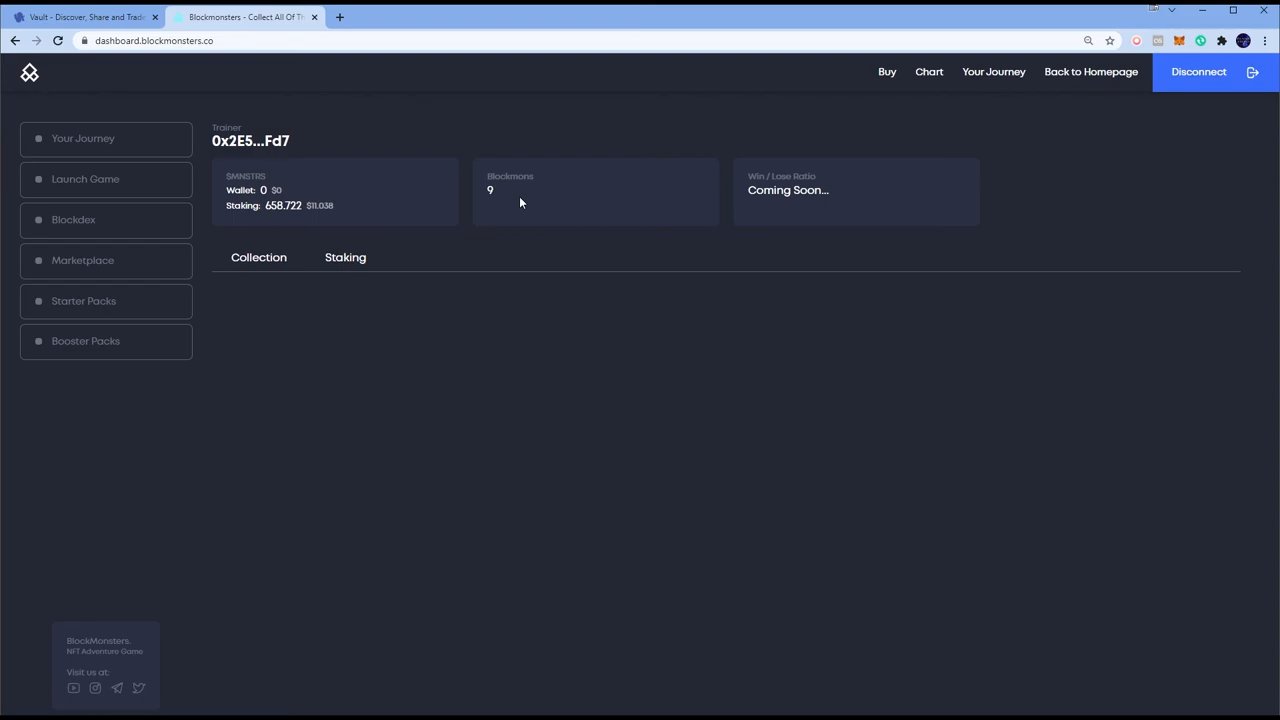 Vault - Discover, Share and Tradi
Blockmonsters - Collect All Of Th
dashboard.blockmonsters.co
Buy
Chart
Your Journey
Back to Homepage
Disconnect
Your Journey
Launch Game
Blockdex
Marketplace
Starter Packs
Booster Packs
Trainer
0x2E5...Fd7
SMNSTRS
Wallet: 0 $0
Staking: 658.722 $11.038
Blockmons
9
Win / Lose Ratio
Coming Soon...
Collection
Staking
BlockMonsters.
NFT Adventure Game
Visit us at: